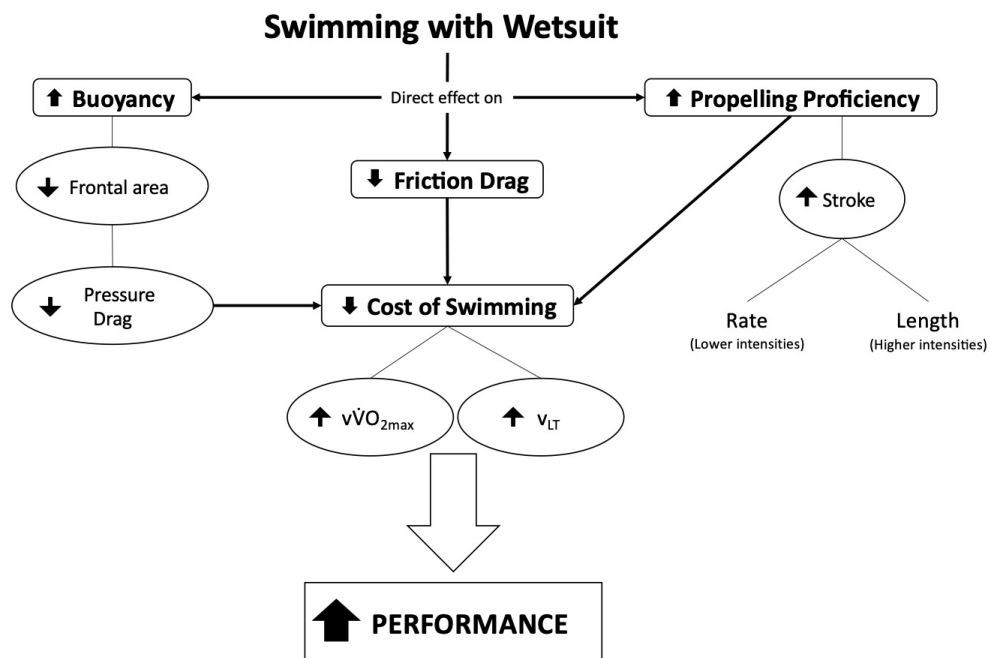 Swimming with Wetsuit
Buoyancy
Direct effect on
Propelling Proficiency
Frontal area
Friction Drag
Stroke
Pressure
Drag
Cost of Swimming
Rate
(Lower intensities)
Length
(Higher intensities)
vV̇O₂max
vLT
PERFORMANCE